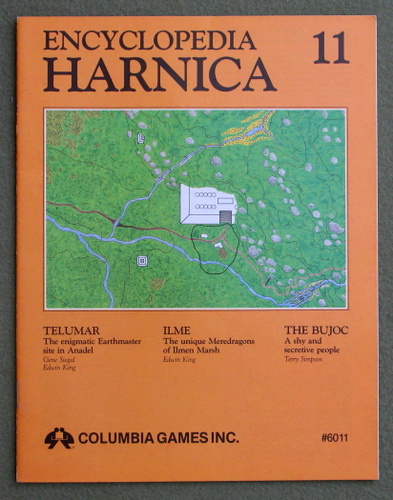 ENCYCLOPEDIA
HARNICA
11
TELUMAR
The enigmatic Earthmaster
site in Anadel
Gene Siegel
Edwin King
ILME
The unique Meredragons
of Ilmen Marsh
Edwin King
THE BUJOC
A shy and
secretive people
Terry Simpson
COLUMBIA GAMES INC.
#6011